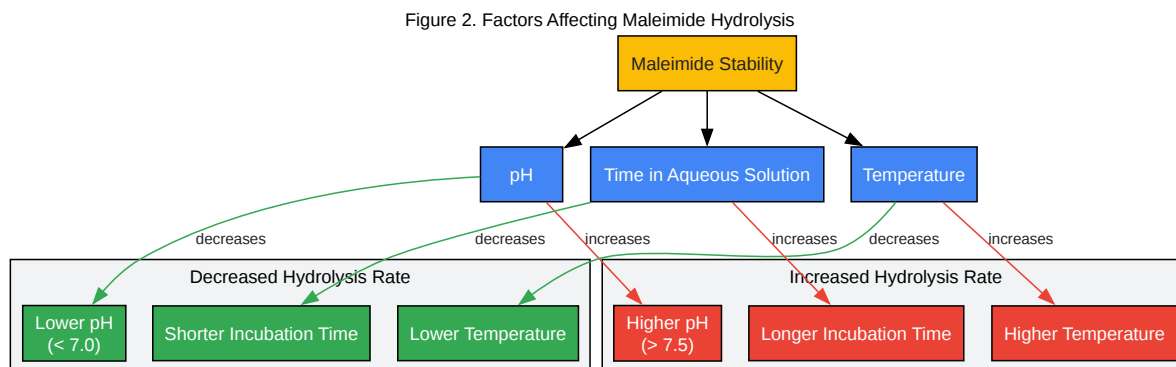 Figure 2. Factors Affecting Maleimide Hydrolysis
Maleimide Stability
pH
Time in Aqueous Solution
Temperature
decreases
decreases
increases
increases
decreases
increases
Decreased Hydrolysis Rate
Increased Hydrolysis Rate
Lower pH
(< 7.0)
Shorter Incubation Time
Lower Temperature
Higher pH
(> 7.5)
Longer Incubation Time
Higher Temperature